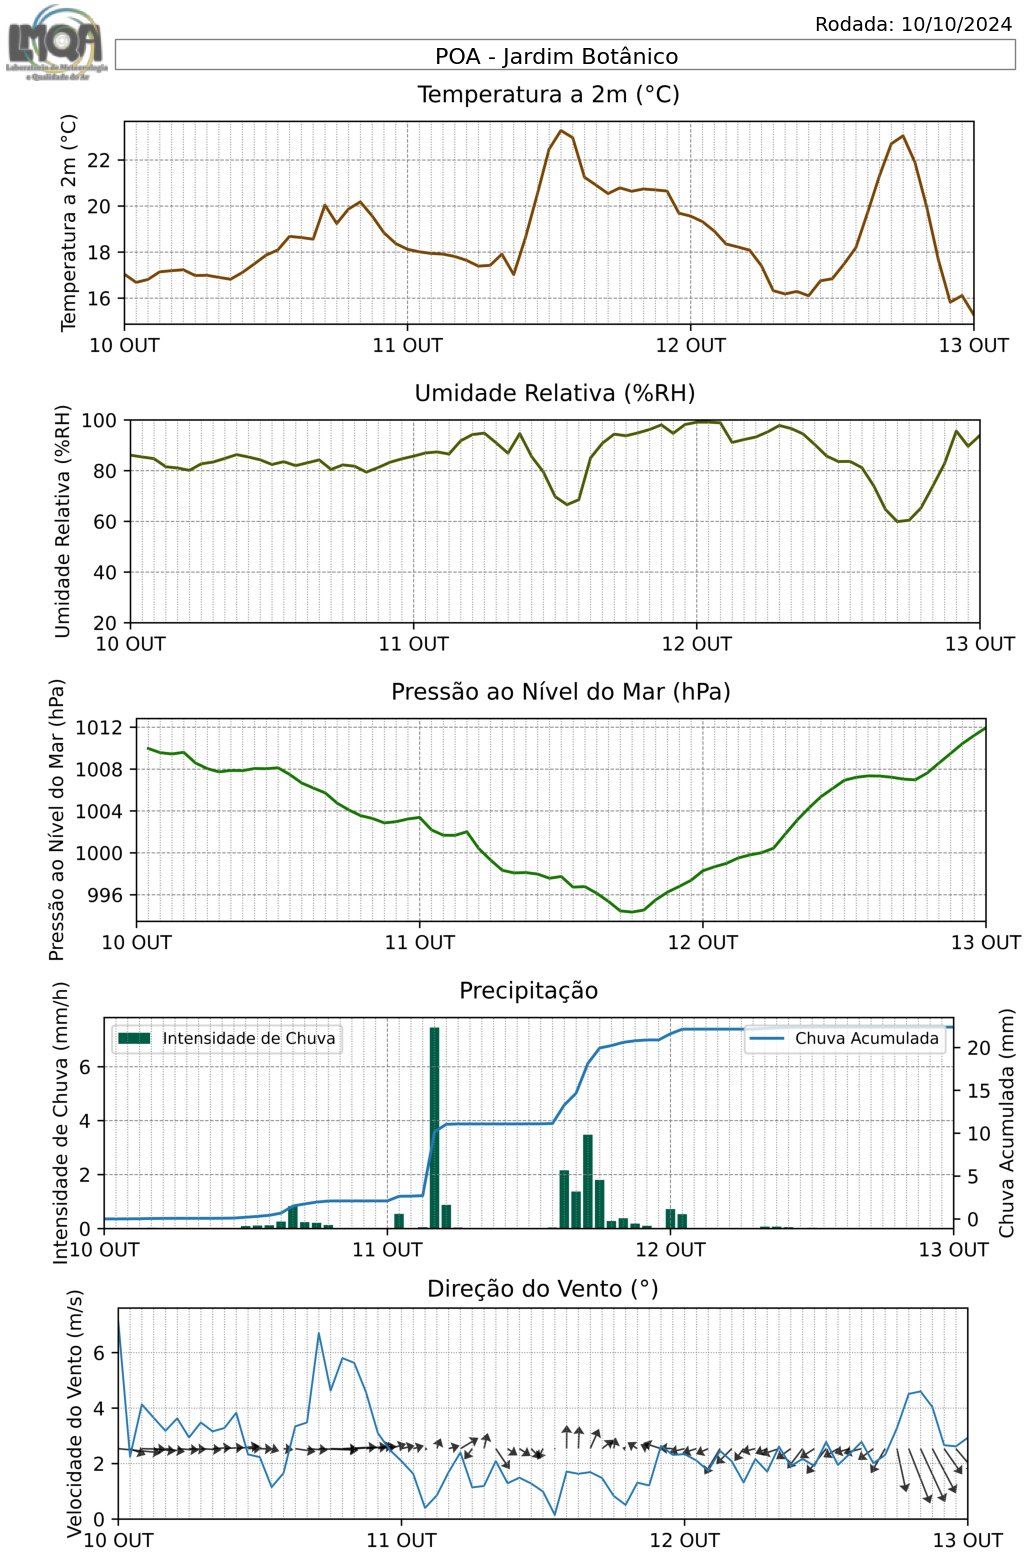 LMQA
Laboratório de Meteorologia
e Qualidade do Ar
Rodada: 10/10/2024
POA - Jardim Botânico
Temperatura a 2m (°C)
Temperatura a 2m (°C)
22
20
18
16
10 OUT
11 OUT
12 OUT
13 OUT
Umidade Relativa (%RH)
Umidade Relativa (%RH)
100
80
60
40
20
10 OUT
11 OUT
12 OUT
13 OUT
Pressão ao Nível do Mar (hPa)
Pressão ao Nível do Mar (hPa)
1012
1008
1004
1000
996
10 OUT
11 OUT
12 OUT
13 OUT
Precipitação
Intensidade de Chuva (mm/h)
Intensidade de Chuva
Chuva Acumulada
Chuva Acumulada (mm)
6
4
2
0
20
15
10
5
0
10 OUT
11 OUT
12 OUT
13 OUT
Direção do Vento (°)
Velocidade do Vento (m/s)
6
4
2
0
10 OUT
11 OUT
12 OUT
13 OUT